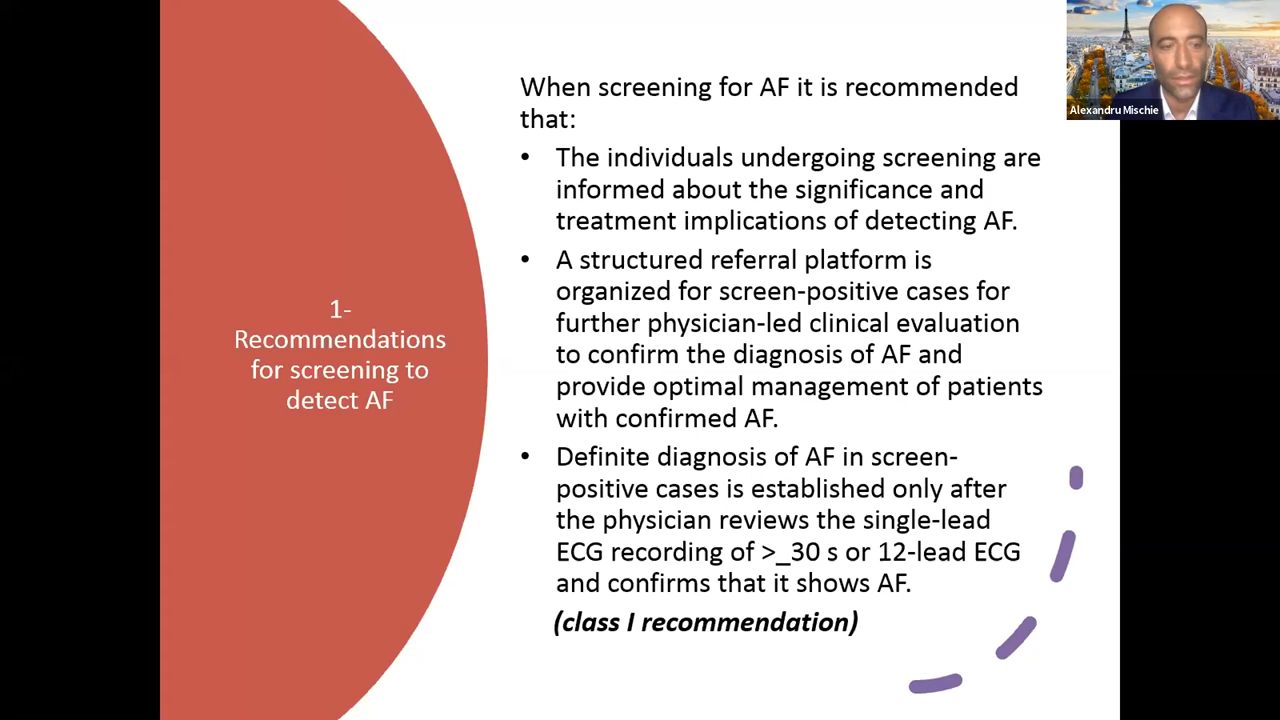 Alexandru Mischie
1-
Recommendations
for screening to
detect AF
When screening for AF it is recommended
that:
• The individuals undergoing screening are
informed about the significance and
treatment implications of detecting AF.
• A structured referral platform is
organized for screen-positive cases for
further physician-led clinical evaluation
to confirm the diagnosis of AF and
provide optimal management of patients
with confirmed AF.
• Definite diagnosis of AF in screen-
positive cases is established only after
the physician reviews the single-lead
ECG recording of >_30 s or 12-lead ECG
and confirms that it shows AF.
(class I recommendation)